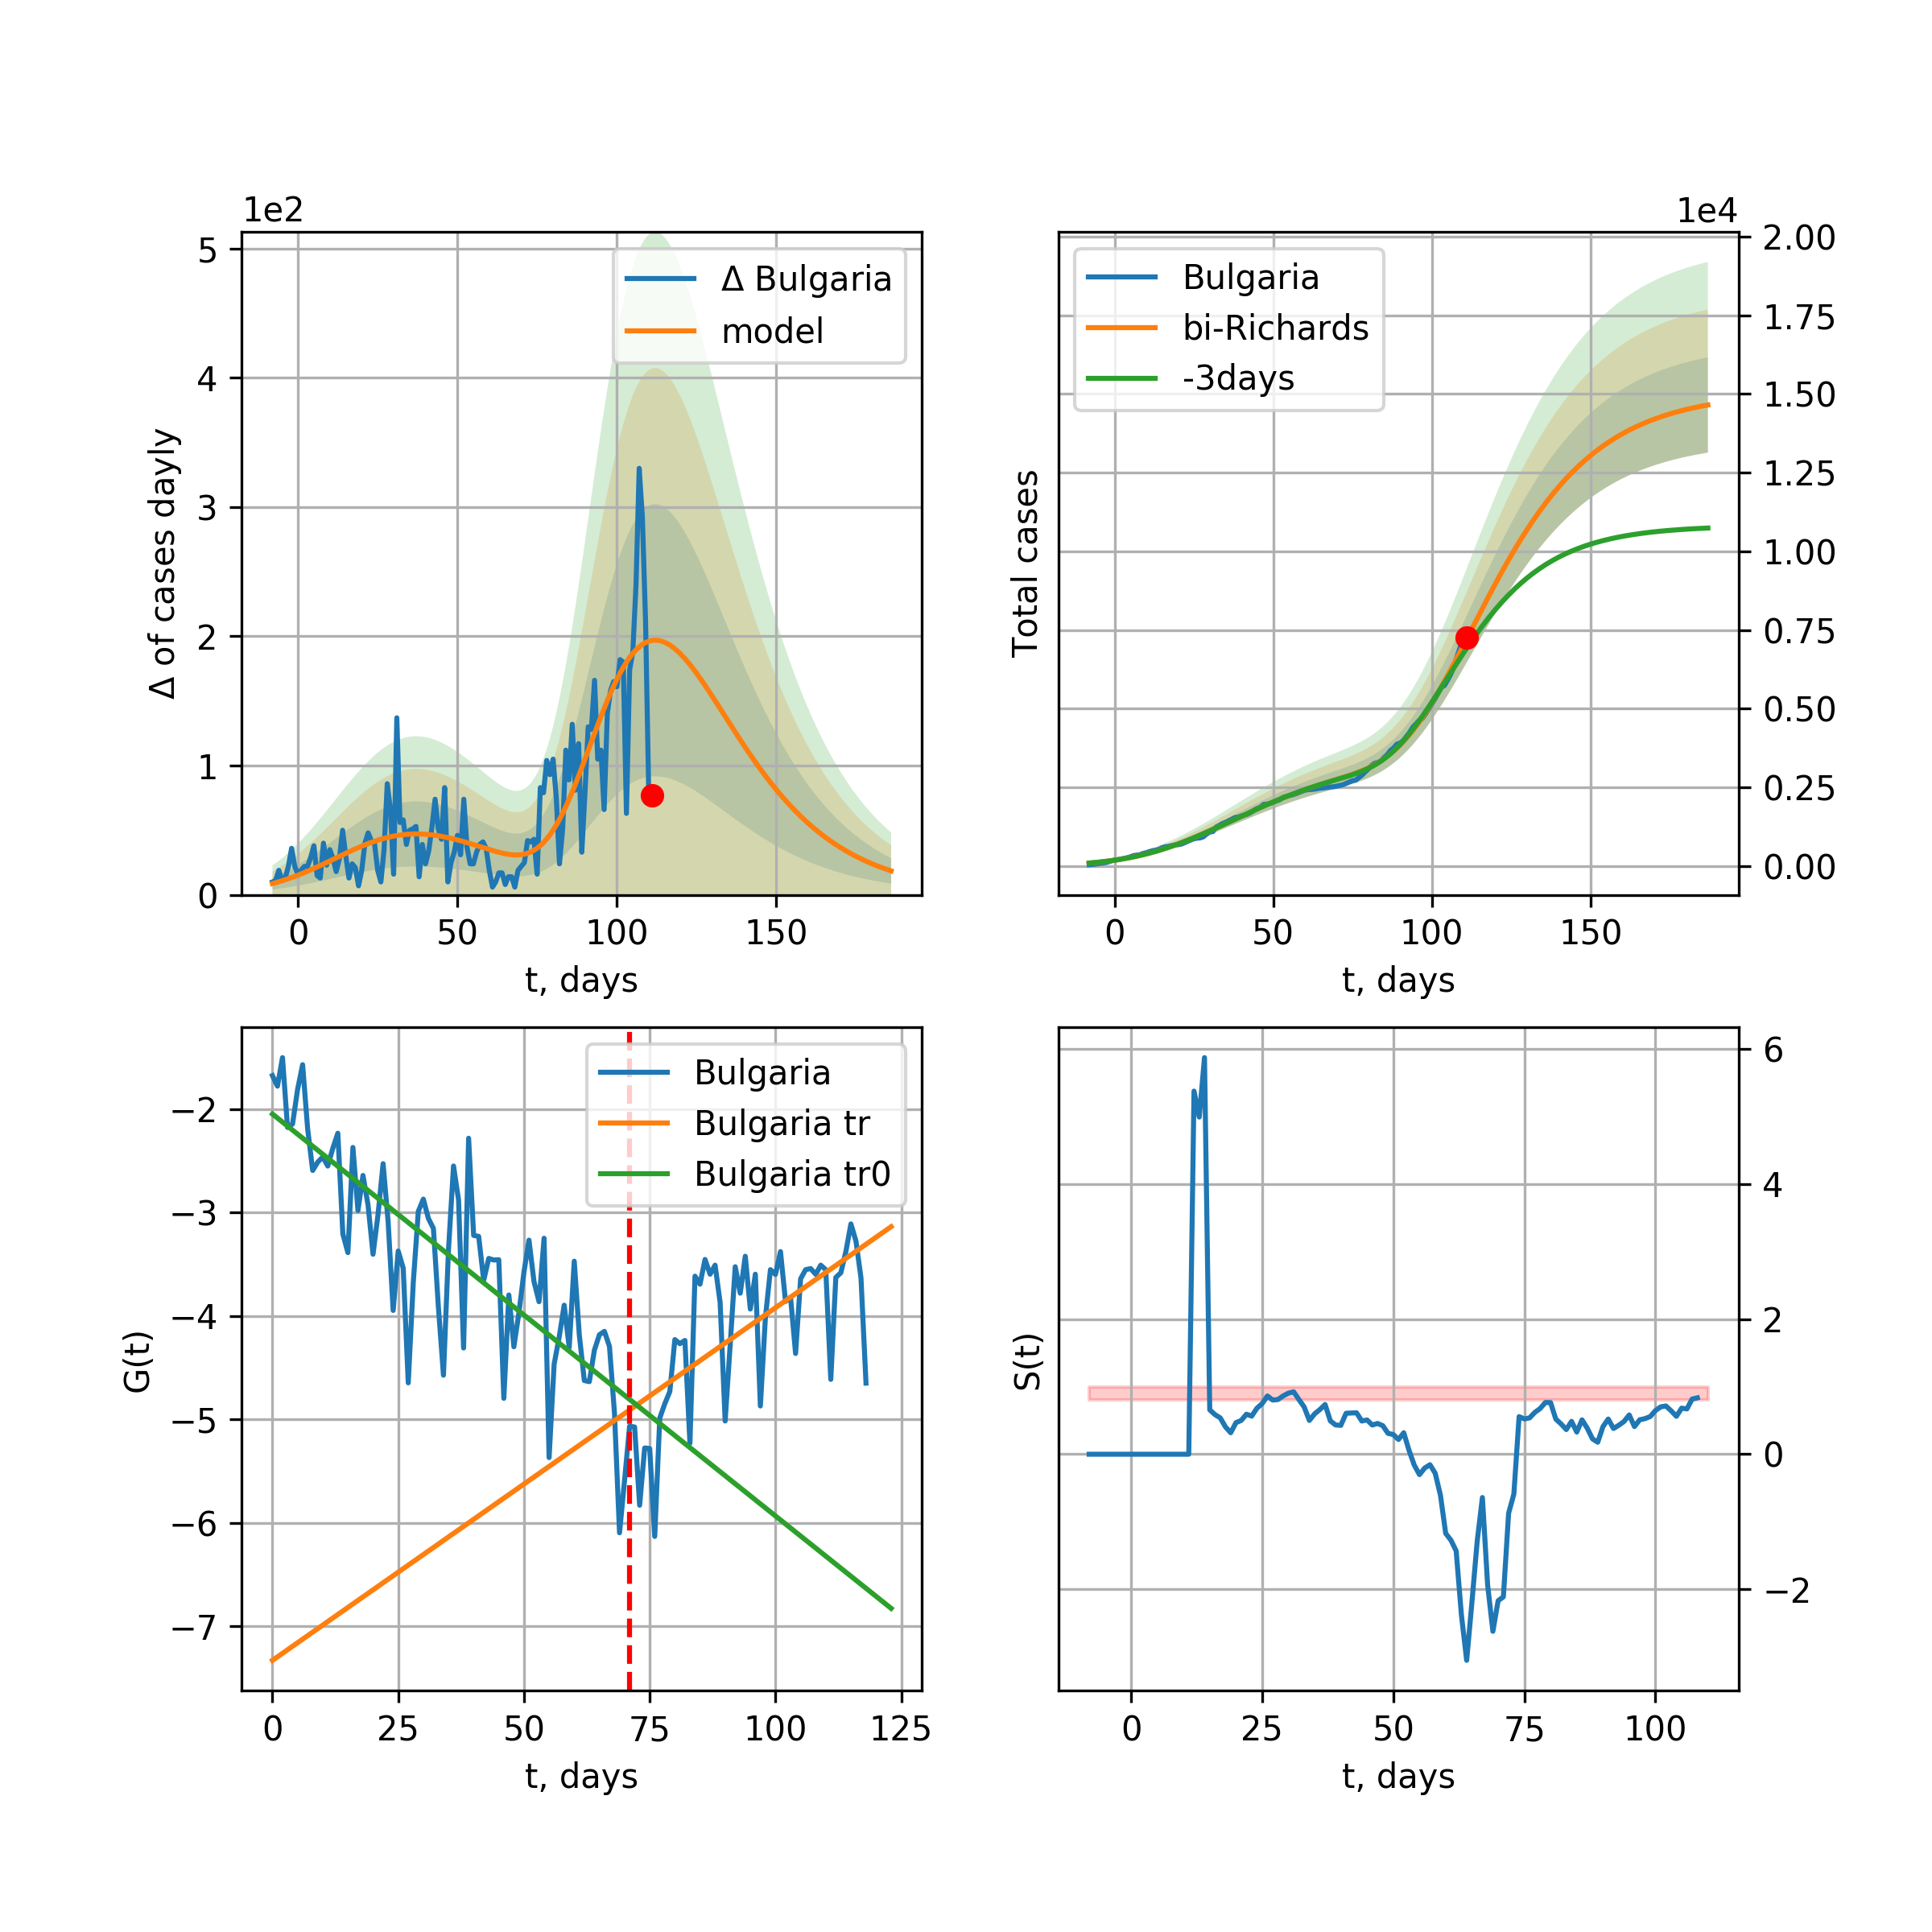 1e2
5
4
3
2
1
0
Δ of cases dayly
Δ Bulgaria
model
0 50 100 150
t, days
1e4
2.00
1.75
1.50
1.25
1.00
0.75
0.50
0.25
0.00
Total cases
Bulgaria
bi-Richards
-3days
0 50 100 150
t, days
−2
−3
−4
−5
−6
−7
G(t)
Bulgaria
Bulgaria tr
Bulgaria tr0
0 25 50 75 100 125
t, days
6
4
2
0
−2
S(t)
0 25 50 75 100
t, days